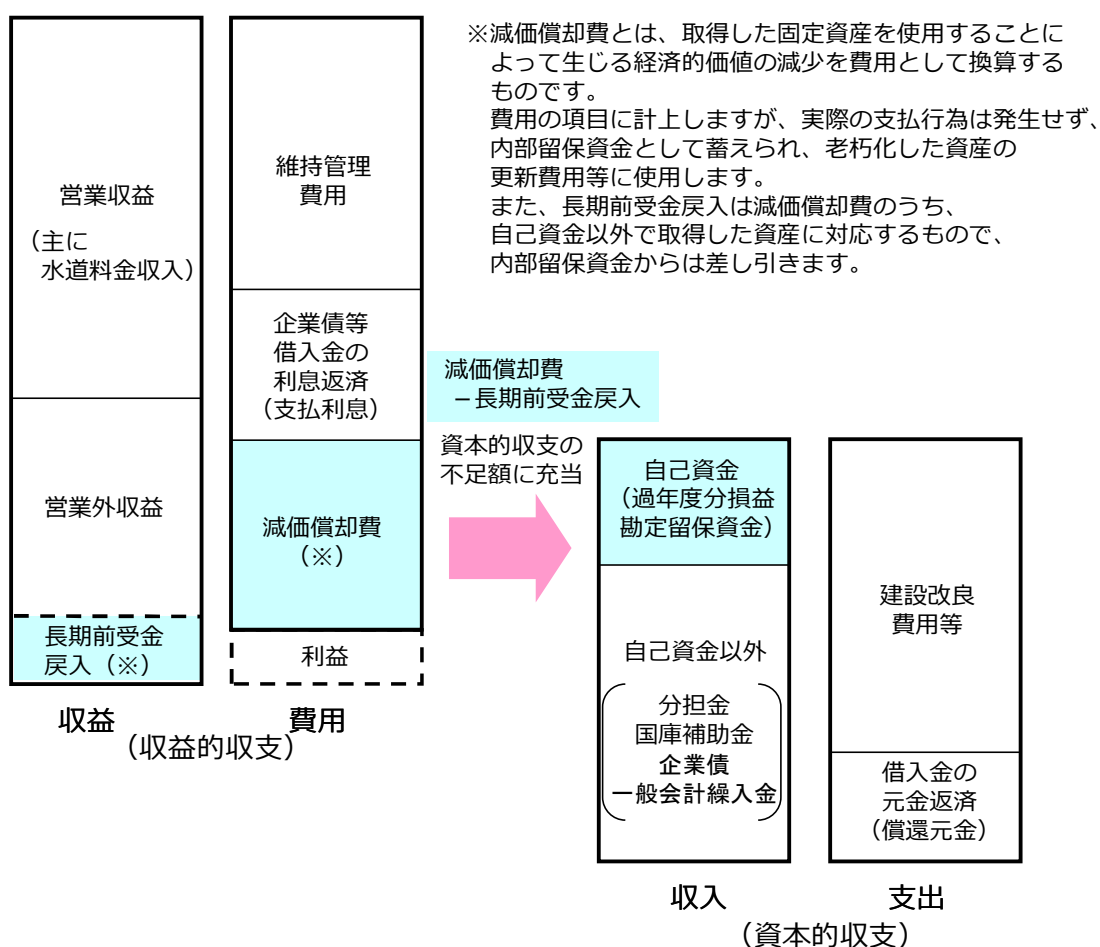 ※減価償却費とは、取得した固定資産を使用することに
よって生じる経済的価値の減少を費用として換算する
ものです。
費用の項目に計上しますが、実際の支払行為は発生せず、
内部留保資金として蓄えられ、老朽化した資産の
更新費用等に使用します。
また、長期前受金戻入は減価償却費のうち、
自己資金以外で取得した資産に対応するもので、
内部留保資金からは差し引きます。
営業収益
（主に
水道料金収入）
営業外収益
長期前受金
戻入（※）
収益
維持管理
費用
企業債等
借入金の
利息返済
（支払利息）
減価償却費
（※）
利益
費用
（収益的収支）
減価償却費
－長期前受金戻入
資本的収支の
不足額に充当
自己資金
（過年度分損益
勘定留保資金）
自己資金以外
分担金
国庫補助金
企業債
一般会計繰入金
収入
建設改良
費用等
借入金の
元金返済
（償還元金）
支出
（資本的収支）